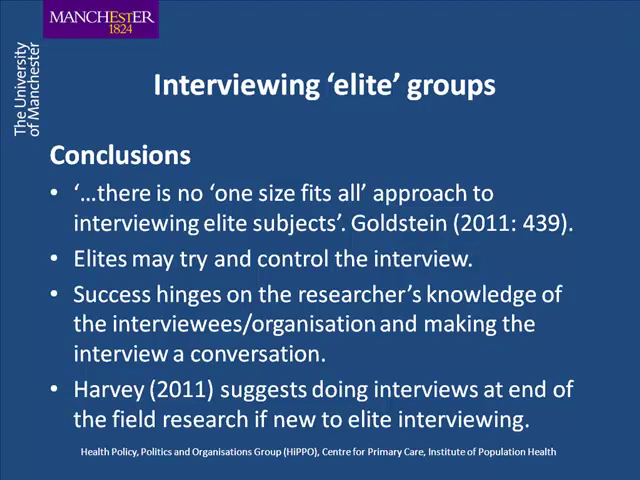 MANCHESTER
1824
The University
of Manchester
Interviewing ‘elite’ groups
Conclusions
• ‘…there is no ‘one size fits all’ approach to
interviewing elite subjects’. Goldstein (2011: 439).
• Elites may try and control the interview.
• Success hinges on the researcher’s knowledge of
the interviewees/organisation and making the
interview a conversation.
• Harvey (2011) suggests doing interviews at end of
the field research if new to elite interviewing.
Health Policy, Politics and Organisations Group (HiPPO), Centre for Primary Care, Institute of Population Health